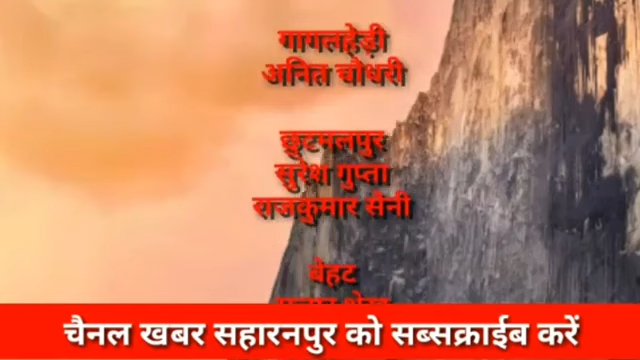 गागलहेड़ी
अनित चौधरी
छुटमलपुर
सुरेश गुप्ता
राजकुमार सैनी
बेहट
चैनल खबर सहारनपुर को सब्सक्राईब करें